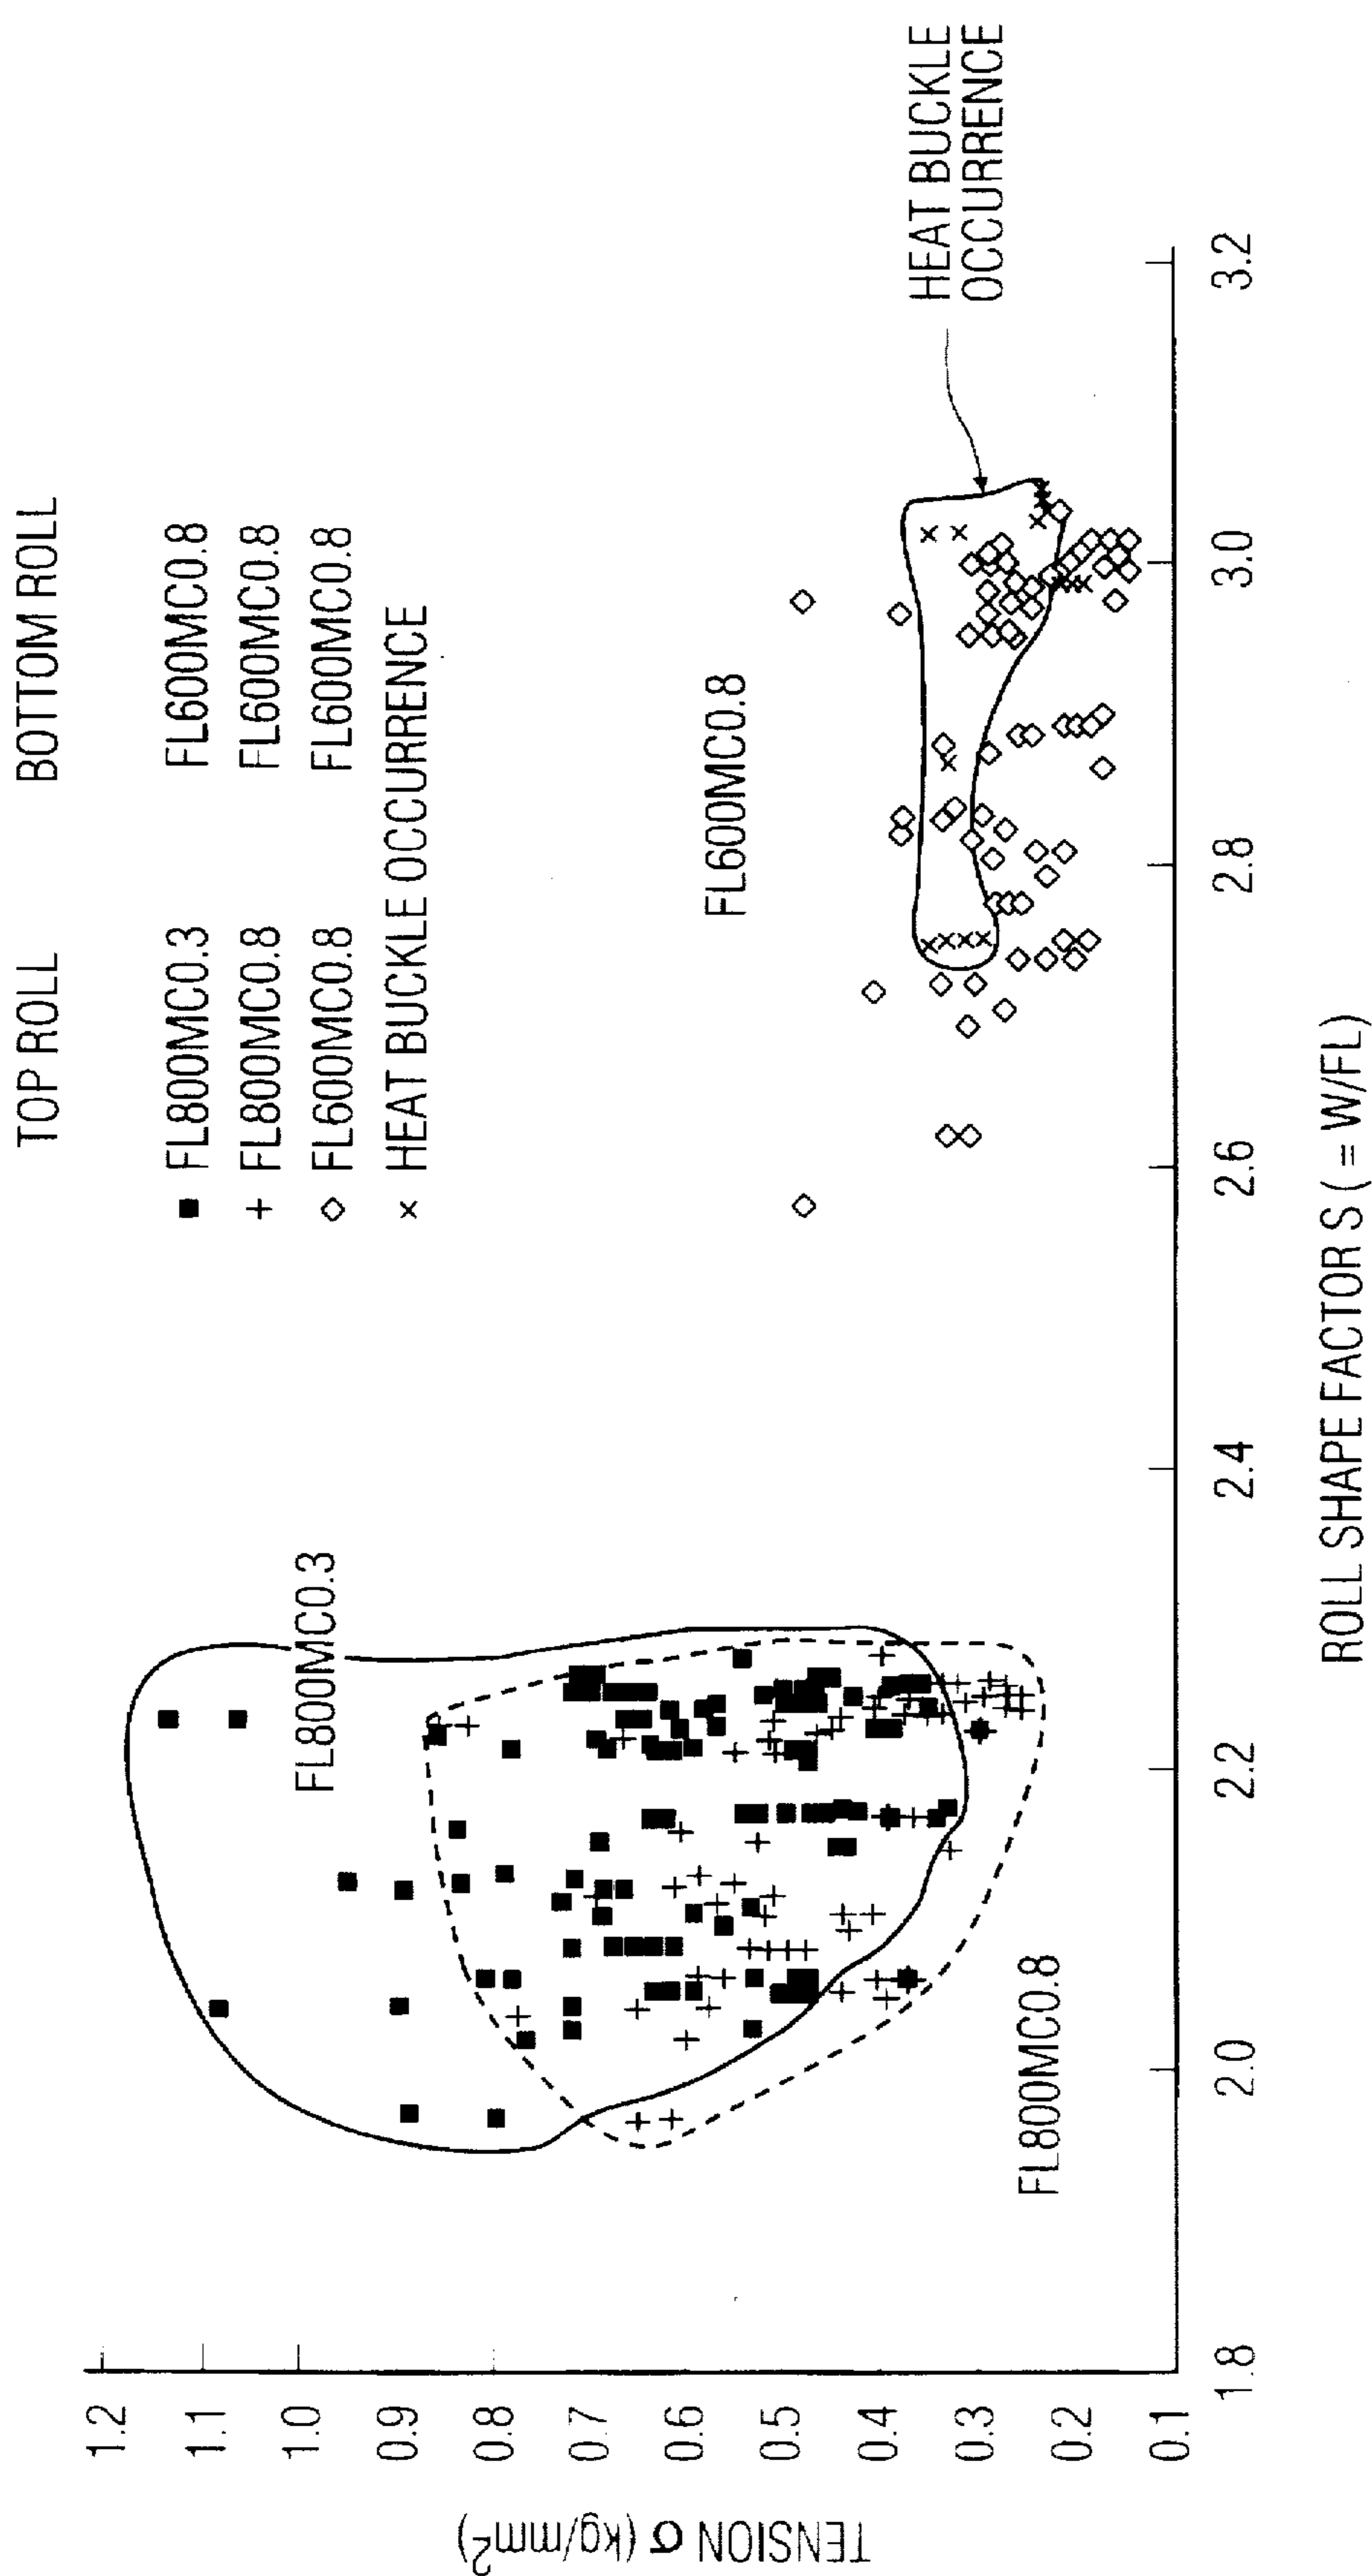 TOP ROLL BOTTOM ROLL
■ FL800MC0.3 FL600MC0.8
+ FL800MC0.8 FL600MC0.8
◇ FL600MC0.8 FL600MC0.8
× HEAT BUCKLE OCCURRENCE
FL800MC0.3
FL600MC0.8
HEAT BUCKLE
OCCURRENCE
FL800MC0.8
TENSION σ (kg/mm²)
1.2
1.1
1.0
0.9
0.8
0.7
0.6
0.5
0.4
0.3
0.2
0.1
1.8 2.0 2.2 2.4 2.6 2.8 3.0 3.2
ROLL SHAPE FACTOR S ( = W/FL)